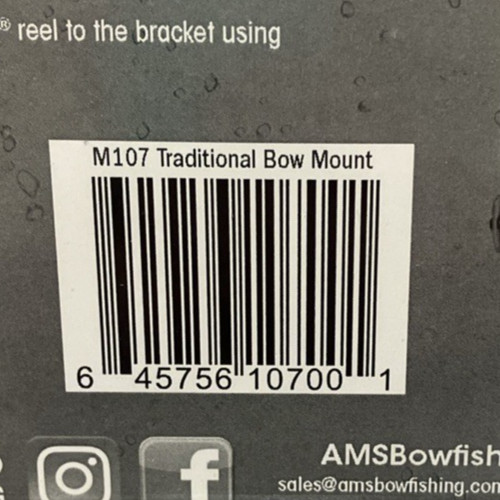 ® reel to the bracket using
M107 Traditional Bow Mount
6 45756 10700 1
AMSBowfish
sales@amsbowfishing.com